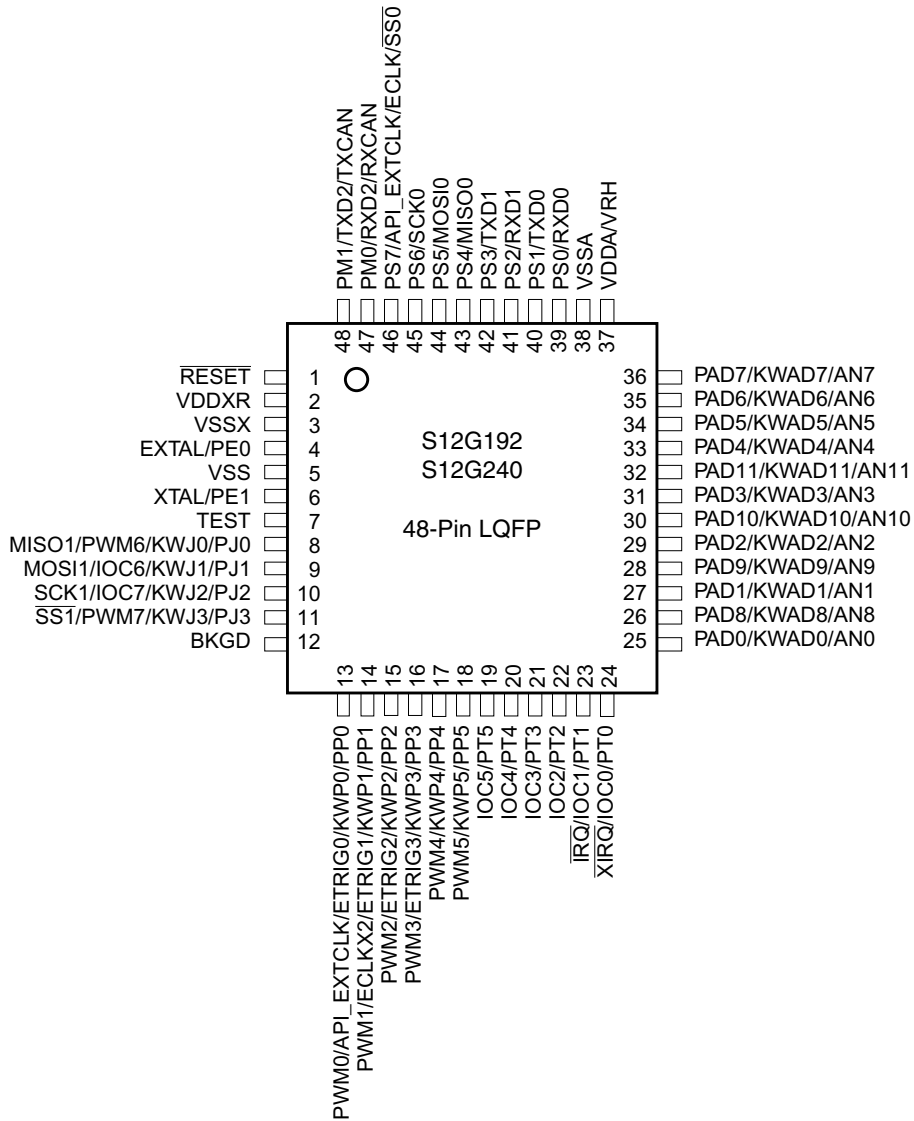 PM1/TXD2/TXCAN
PM0/RXD2/RXCAN
PS7/API_EXTCLK/ECLK/SS0
PS6/SCK0
PS5/MOSI0
PS4/MISO0
PS3/TXD1
PS2/RXD1
PS1/TXD0
PS0/RXD0
VSSA
VDDA/VRH
48
47
46
45
44
43
42
41
40
39
38
37
RESET 1
VDDXR 2
VSSX 3
EXTAL/PE0 4
VSS 5
XTAL/PE1 6
TEST 7
MISO1/PWM6/KWJ0/PJ0 8
MOSI1/IOC6/KWJ1/PJ1 9
SCK1/IOC7/KWJ2/PJ2 10
SS1/PWM7/KWJ3/PJ3 11
BKGD 12
S12G192
S12G240
48-Pin LQFP
36 PAD7/KWAD7/AN7
35 PAD6/KWAD6/AN6
34 PAD5/KWAD5/AN5
33 PAD4/KWAD4/AN4
32 PAD11/KWAD11/AN11
31 PAD3/KWAD3/AN3
30 PAD10/KWAD10/AN10
29 PAD2/KWAD2/AN2
28 PAD9/KWAD9/AN9
27 PAD1/KWAD1/AN1
26 PAD8/KWAD8/AN8
25 PAD0/KWAD0/AN0
13
14
15
16
17
18
19
20
21
22
23
24
PWM0/API_EXTCLK/ETRIG0/KWP0/PP0
PWM1/ECLKX2/ETRIG1/KWP1/PP1
PWM2/ETRIG2/KWP2/PP2
PWM3/ETRIG3/KWP3/PP3
PWM4/KWP4/PP4
PWM5/KWP5/PP5
IOC5/PT5
IOC4/PT4
IOC3/PT3
IOC2/PT2
IRQ/IOC1/PT1
XIRQ/IOC0/PT0